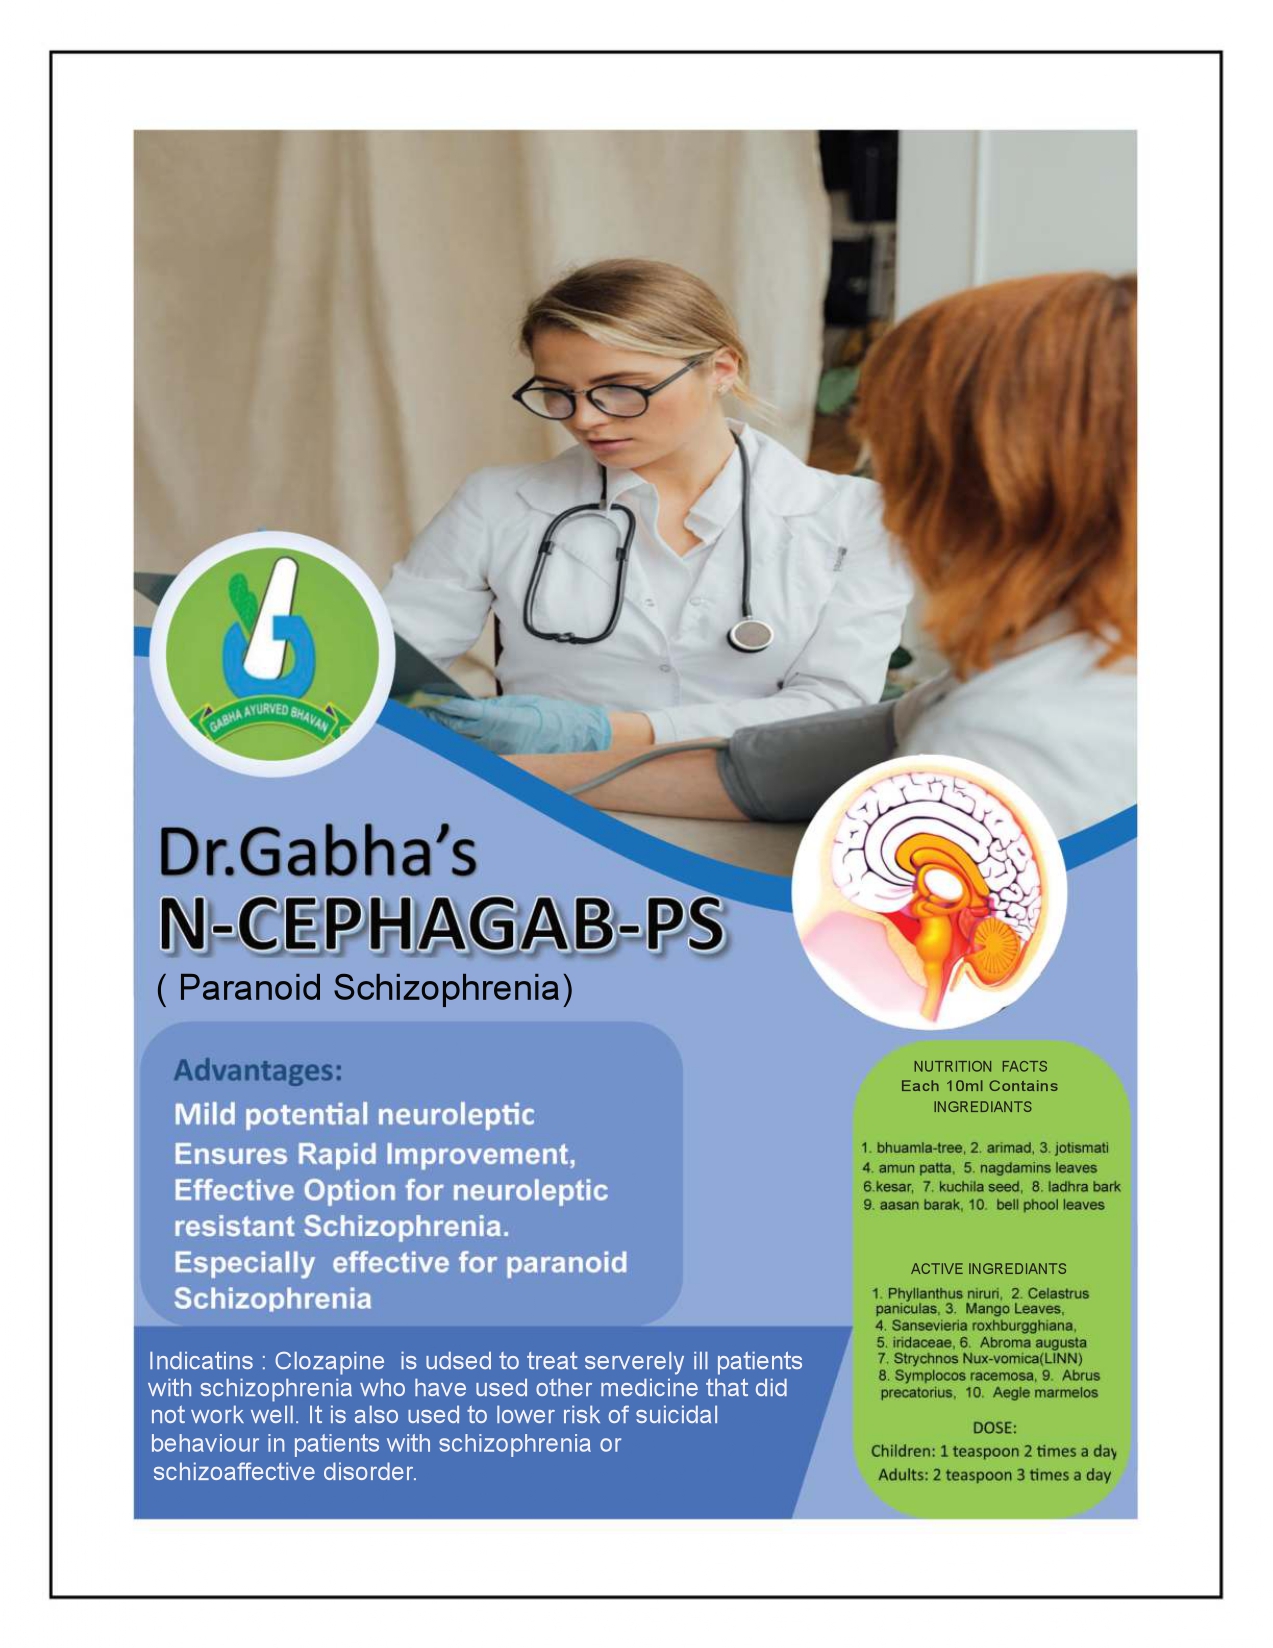 GABHA AYURVED BHAVAN
Dr.Gabha's
N-CEPHAGAB-PS
( Paranoid Schizophrenia)
Advantages:
Mild potential neuroleptic
Ensures Rapid Improvement,
Effective Option for neuroleptic
resistant Schizophrenia.
Especially effective for paranoid
Schizophrenia
Indicatins : Clozapine is udsed to treat serverely ill patients
with schizophrenia who have used other medicine that did
not work well. It is also used to lower risk of suicidal
behaviour in patients with schizophrenia or
schizoaffective disorder.
NUTRITION FACTS
Each 10ml Contains
INGREDIANTS
1. bhuamla-tree, 2. arimad, 3. jotismati
4. amun patta, 5. nagdamins leaves
6.kesar, 7. kuchila seed, 8. ladhra bark
9. aasan barak, 10. bell phool leaves
ACTIVE INGREDIANTS
1. Phyllanthus niruri, 2. Celastrus
paniculas, 3. Mango Leaves,
4. Sansevieria roxhburgghiana,
5. iridaceae, 6. Abroma augusta
7. Strychnos Nux-vomica(LINN)
8. Symplocos racemosa, 9. Abrus
precatorius, 10. Aegle marmelos
DOSE:
Children: 1 teaspoon 2 times a day
Adults: 2 teaspoon 3 times a day